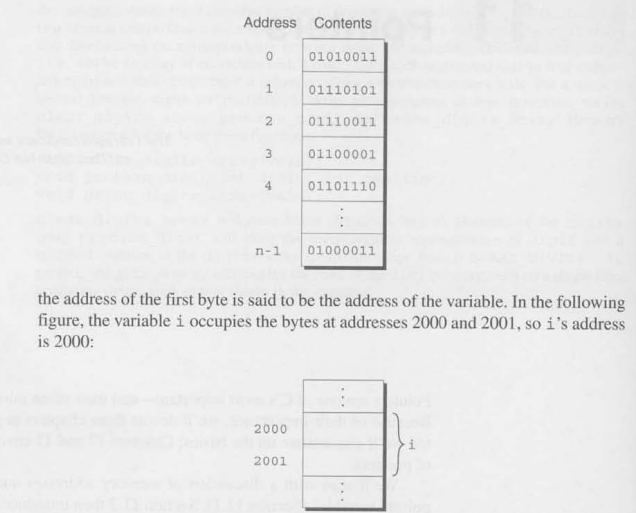 Address Contents
0 01010011
1 01110101
2 01110011
3 01100001
4 01101110
⋮
n-1 01000011
the address of the first byte is said to be the address of the variable. In the following
figure, the variable i occupies the bytes at addresses 2000 and 2001, so i's address
is 2000:
⋮
2000
i
2001
⋮